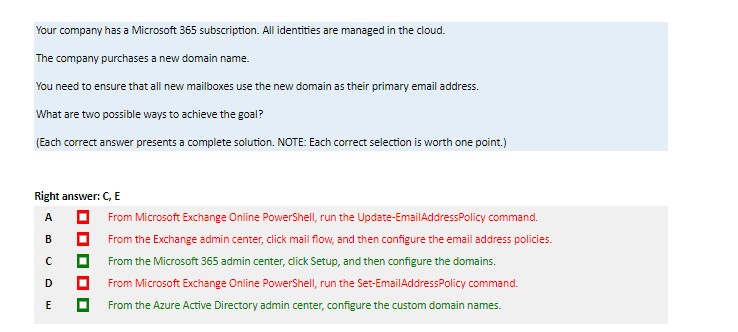 Your company has a Microsoft 365 subscription. All identities are managed in the cloud.
The company purchases a new domain name.
You need to ensure that all new mailboxes use the new domain as their primary email address.
What are two possible ways to achieve the goal?
(Each correct answer presents a complete solution. NOTE: Each correct selection is worth one point.)
Right answer: C, E
A From Microsoft Exchange Online PowerShell, run the Update-EmailAddressPolicy command.
B From the Exchange admin center, click mail flow, and then configure the email address policies.
C From the Microsoft 365 admin center, click Setup, and then configure the domains.
D From Microsoft Exchange Online PowerShell, run the Set-EmailAddressPolicy command.
E From the Azure Active Directory admin center, configure the custom domain names.